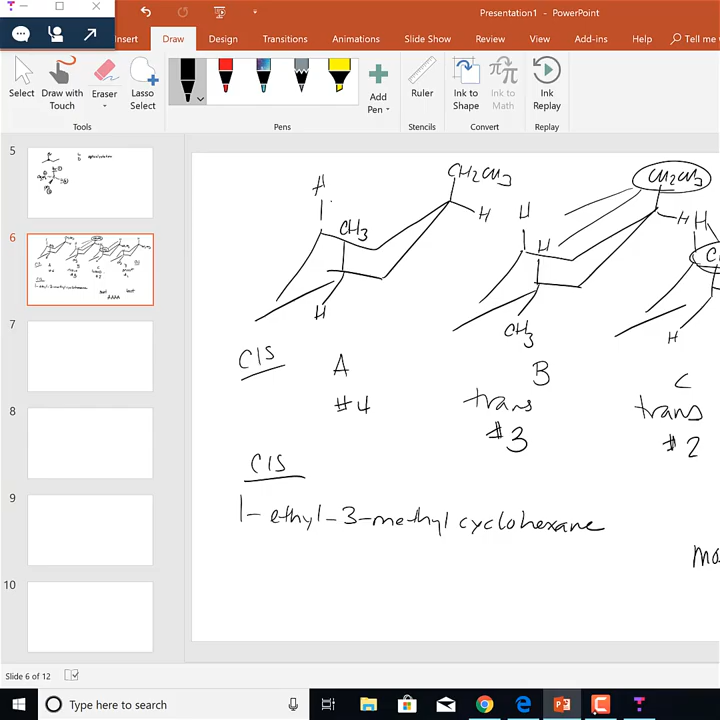 Presentation1 - PowerPoint
Insert Draw Design Transitions Animations Slide Show Review View Add-ins Help Tell me
Select
Draw with Touch
Eraser
Lasso Select
Add Pen
Ruler
Ink to Shape
Ink to Math
Ink Replay
Tools Pens Stencils Convert Replay
5
6
7
8
9
10
H CH3 CH2CH3 H H
H H CH3 CH2CH3 H
H H
CIS A B C
#4 trans trans
#3 #2
CIS
1-ethyl-3-methylcyclohexane
Slide 6 of 12
Type here to search